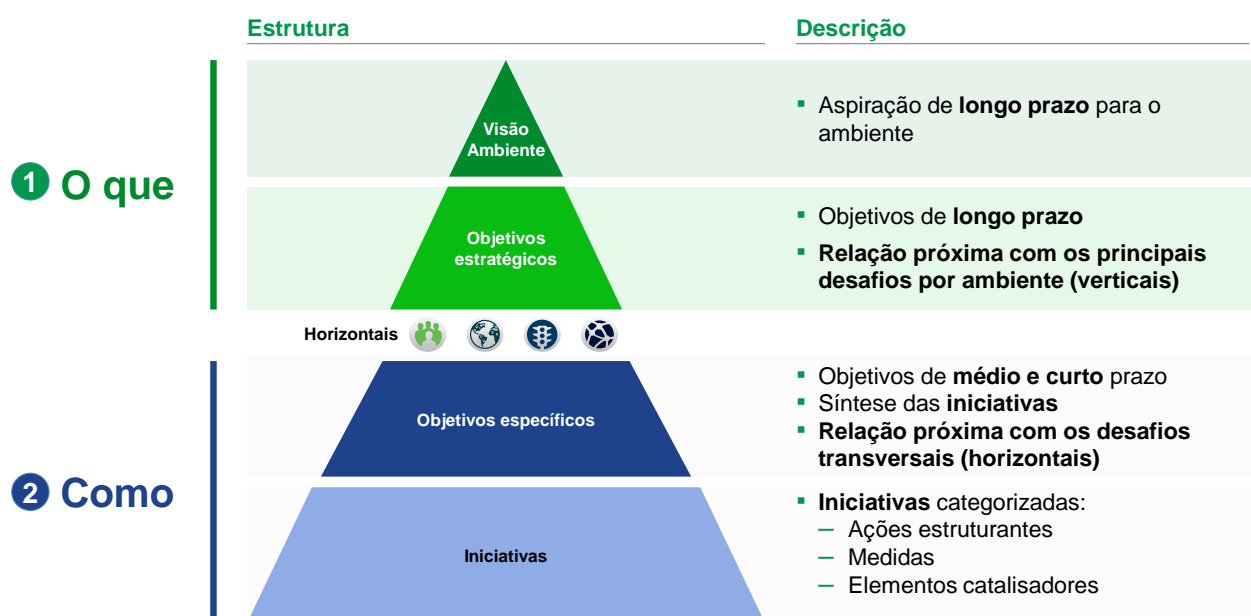 Estrutura
Descrição
1 O que
Visão
Ambiente
▪ Aspiração de longo prazo para o
ambiente
Objetivos
estratégicos
▪ Objetivos de longo prazo
▪ Relação próxima com os principais
desafios por ambiente (verticais)
Horizontais
2 Como
Objetivos específicos
▪ Objetivos de médio e curto prazo
▪ Síntese das iniciativas
▪ Relação próxima com os desafios
transversais (horizontais)
Iniciativas
▪ Iniciativas categorizadas:
– Ações estruturantes
– Medidas
– Elementos catalisadores